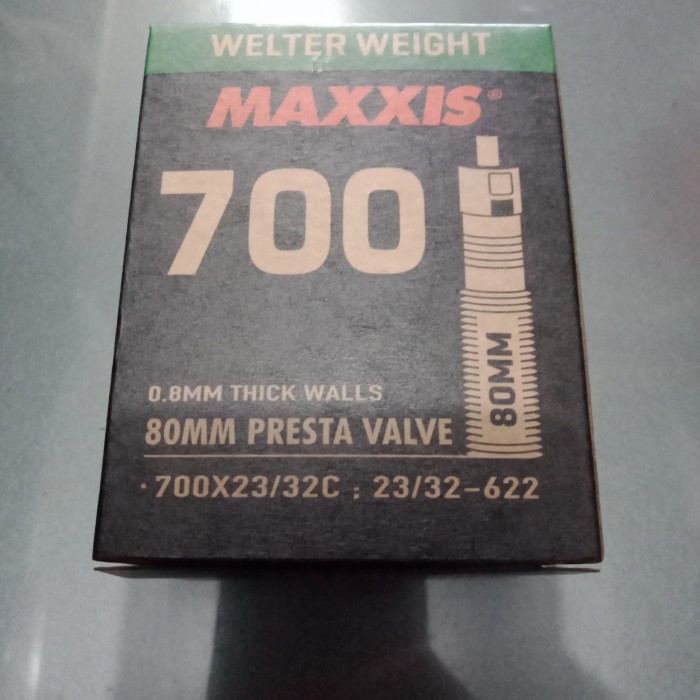 WELTER WEIGHT
MAXXIS®
700
80MM
0.8MM THICK WALLS
80MM PRESTA VALVE
·700X23/32C ; 23/32-622